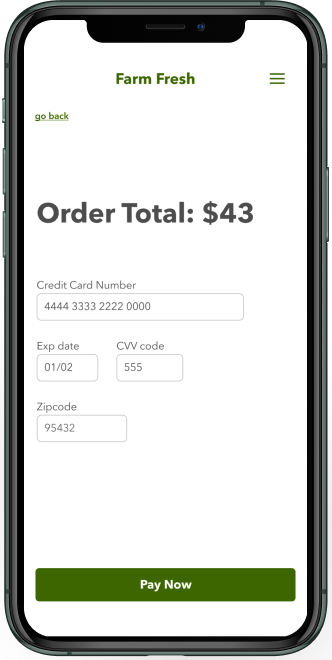 Farm Fresh
go back
Order Total: $43
Credit Card Number
4444 3333 2222 0000
Exp date CVV code
01/02 555
Zipcode
95432
Pay Now